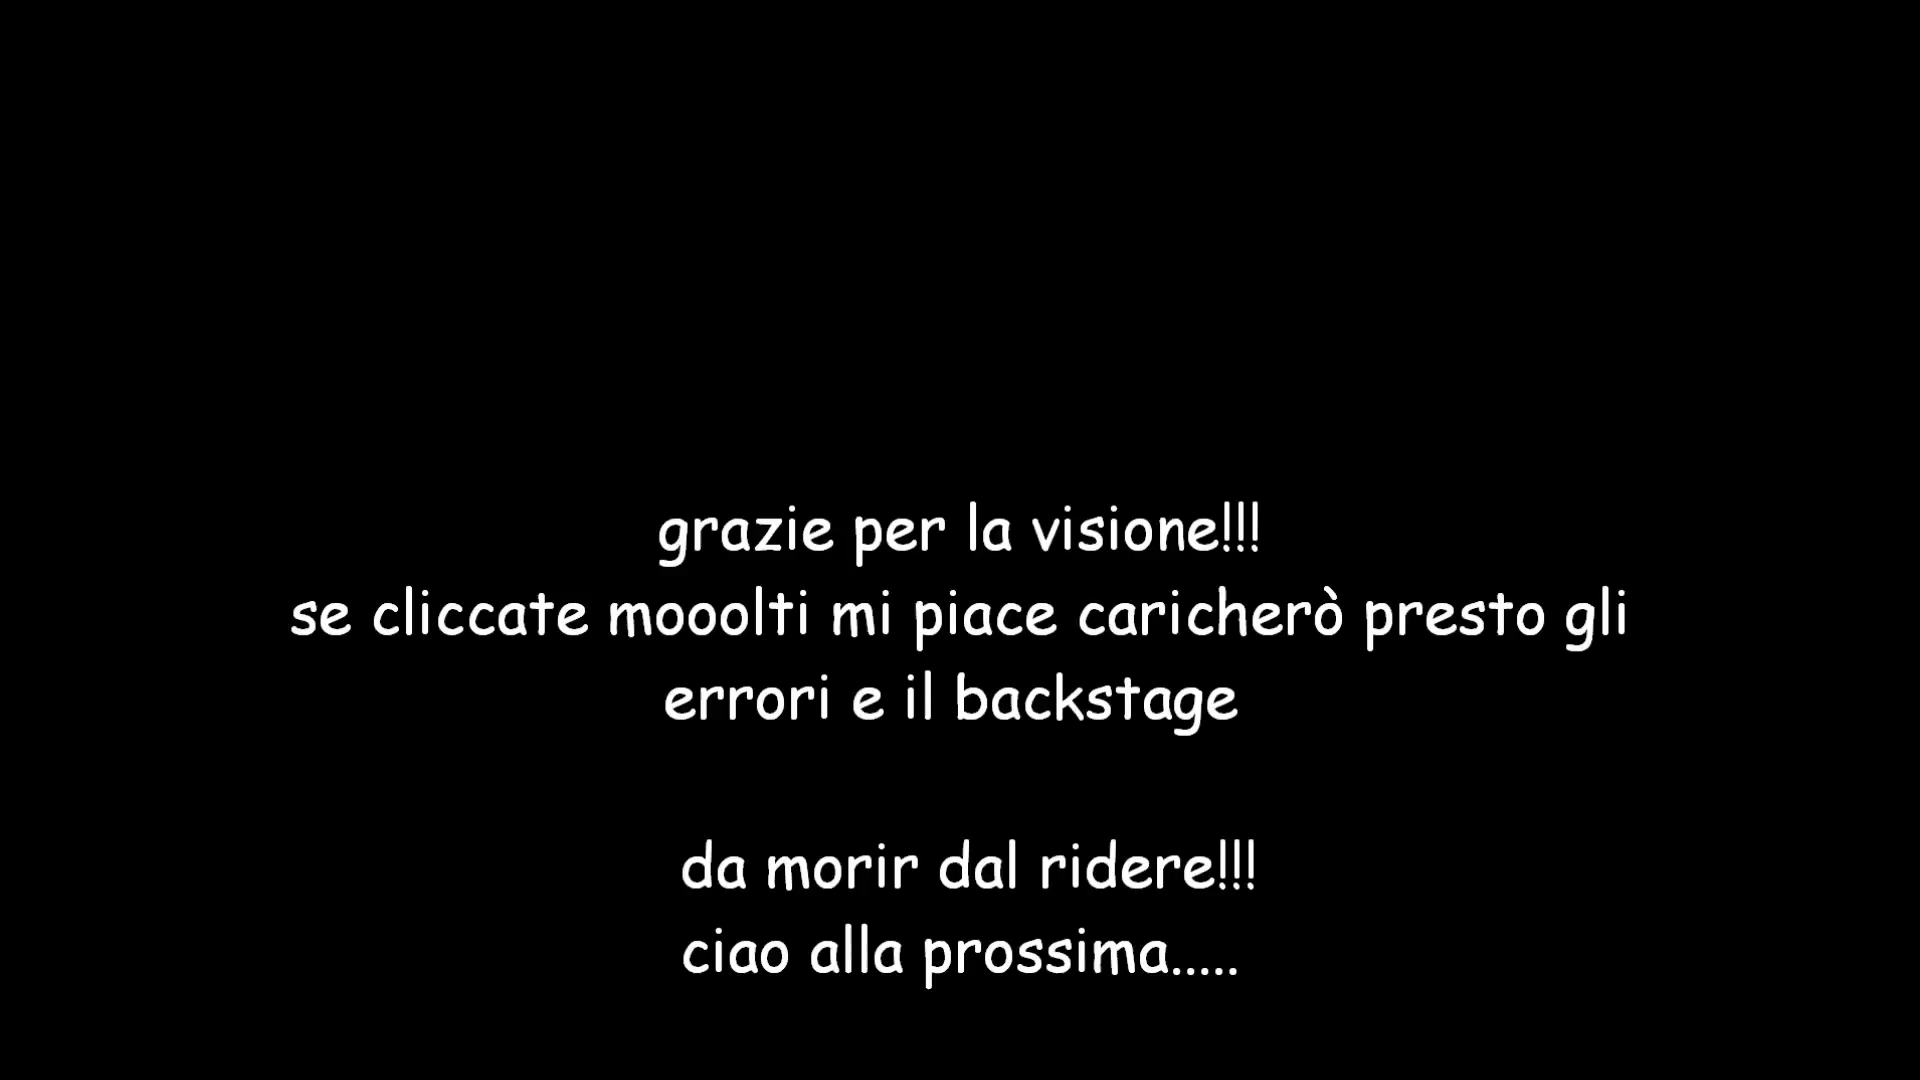 grazie per la visione!!!
se cliccate mooolti mi piace caricherò presto gli
errori e il backstage
da morir dal ridere!!!
ciao alla prossima.....